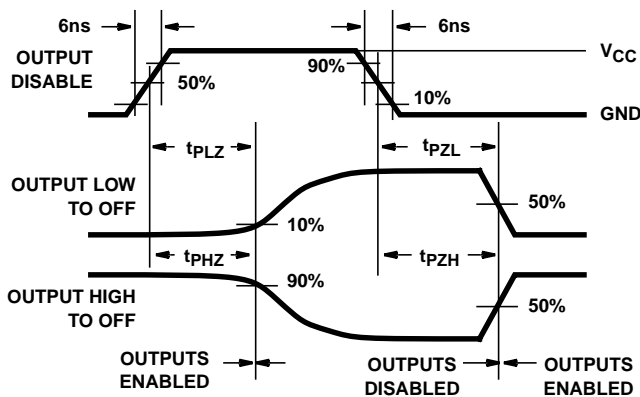 6ns
6ns
OUTPUT
DISABLE
50%
90%
10%
VCC
GND
tPLZ
tPZL
OUTPUT LOW
TO OFF
10%
50%
tPHZ
tPZH
OUTPUT HIGH
TO OFF
90%
50%
OUTPUTS
ENABLED
OUTPUTS
DISABLED
OUTPUTS
ENABLED